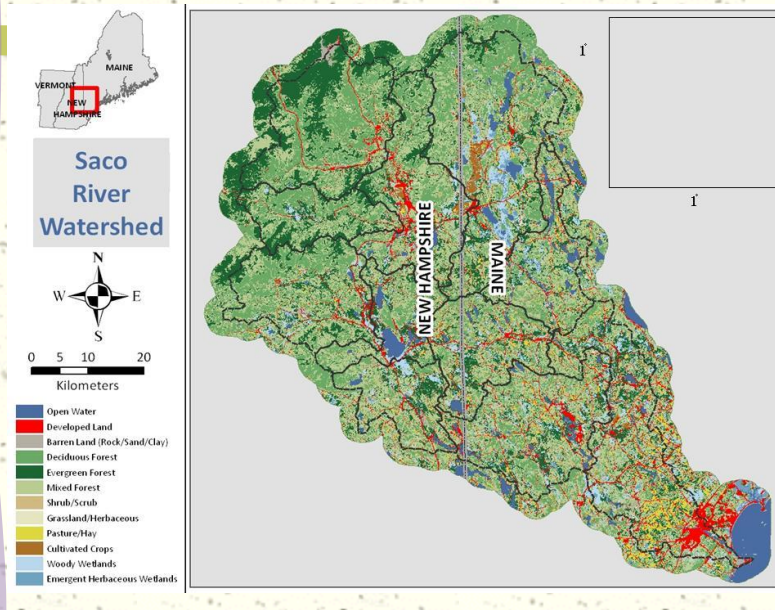 MAINE
VERMONT
NEW
HAMPSHIRE
Saco
River
Watershed
N
W
E
S
0 5 10 20
Kilometers
Open Water
Developed Land
Barren Land (Rock/Sand/Clay)
Deciduous Forest
Evergreen Forest
Mixed Forest
Shrub/Scrub
Grassland/Herbaceous
Pasture/Hay
Cultivated Crops
Woody Wetlands
Emergent Herbaceous Wetlands
NEW HAMPSHIRE
MAINE
1°
1°